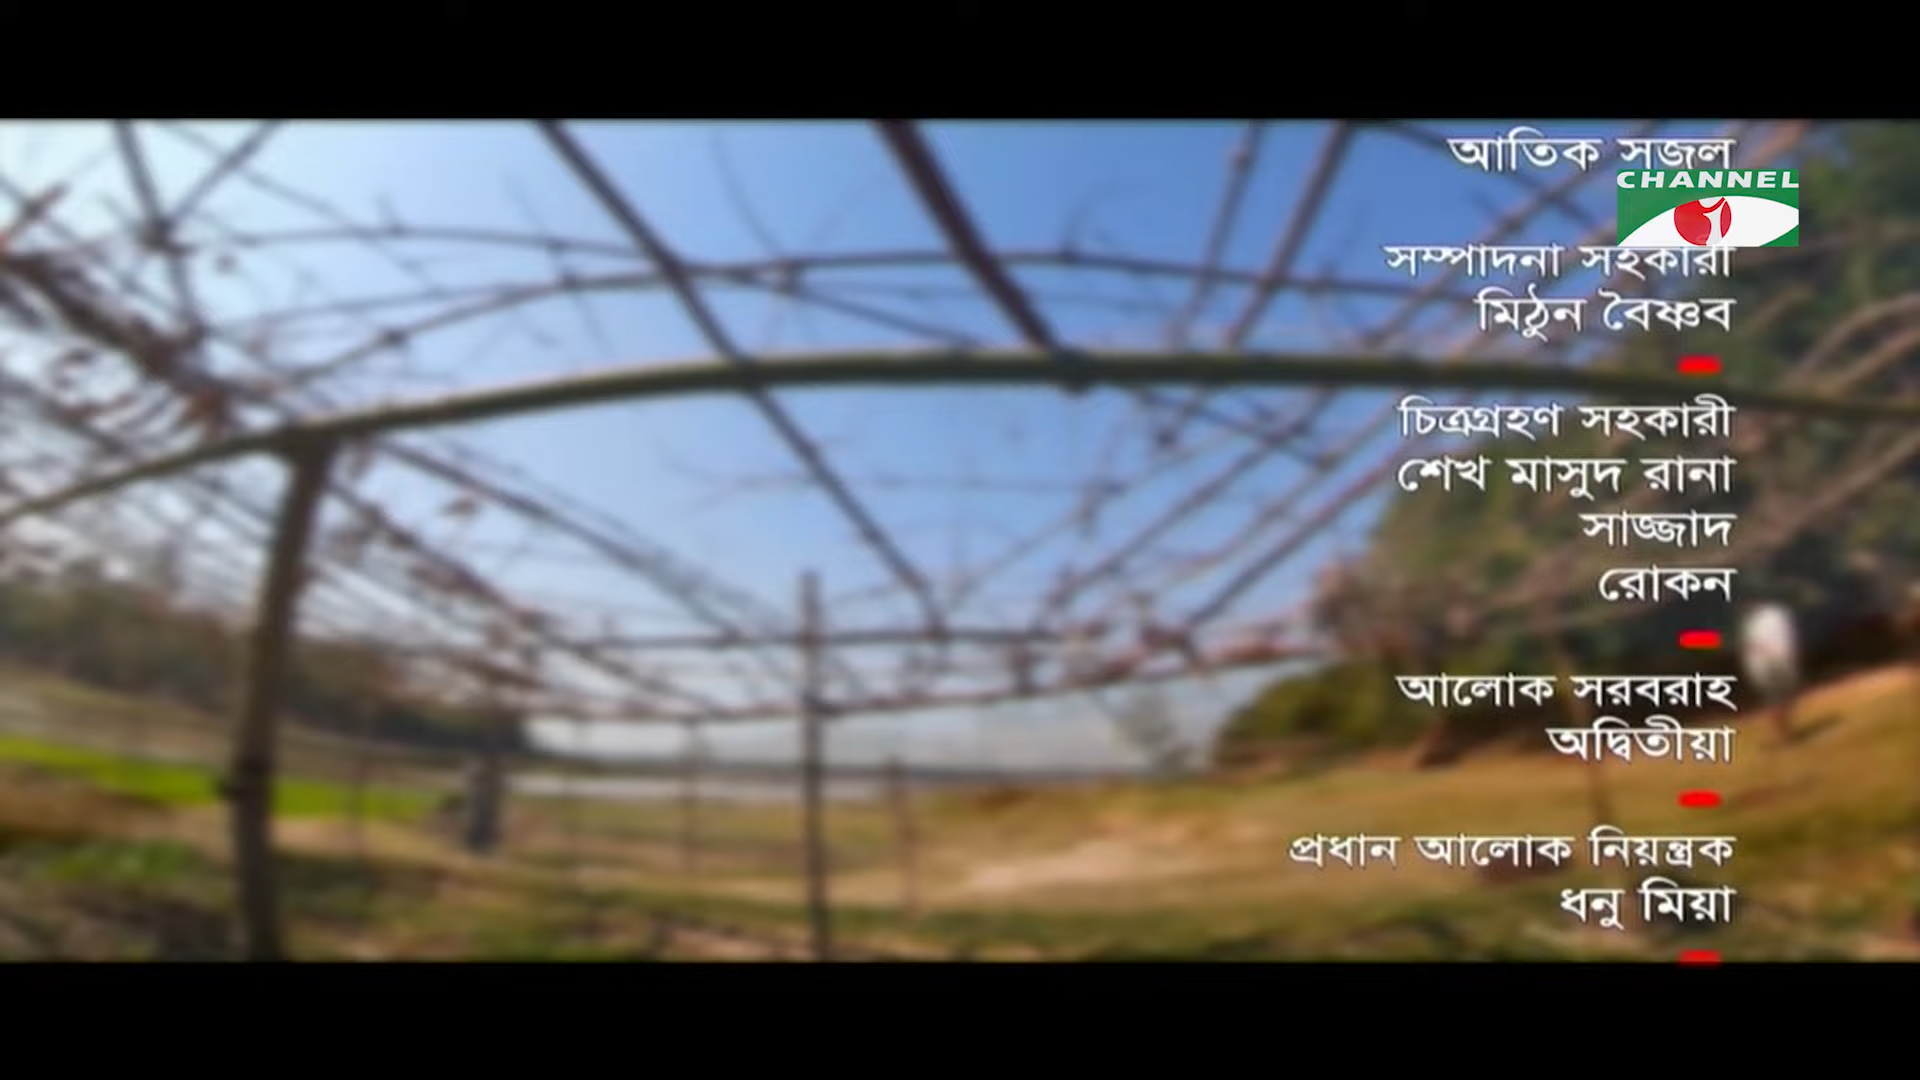 আতিক সজল
CHANNEL
i
সম্পাদনা সহকারী
মিঠুন বৈষ্ণব
চিত্রগ্রহণ সহকারী
শেখ মাসুদ রানা
সাজ্জাদ
রোকন
আলোক সরবরাহ
অদ্বিতীয়া
প্রধান আলোক নিয়ন্ত্রক
ধনু মিয়া